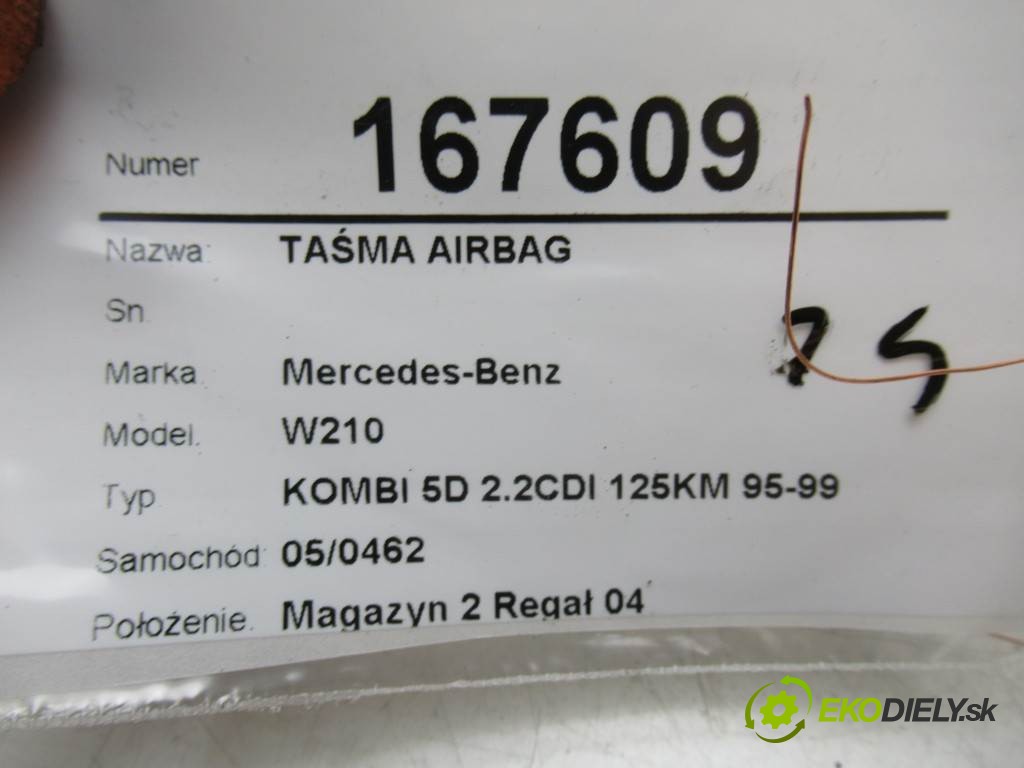 Numer 167609
Nazwa: TAŚMA AIRBAG
Sn.
Marka Mercedes-Benz
Model. W210
Typ KOMBI 5D 2.2CDI 125KM 95-99
Samochód: 05/0462
Położenie. Magazyn 2 Regał 04
EKODIELY.sk